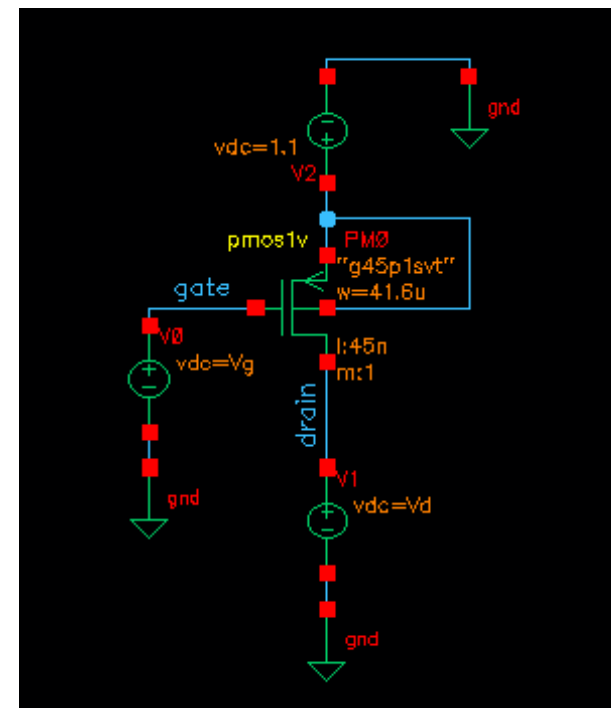 gnd
vdc=1.1
V2
pmos1v
PM0
"g45p1svt"
w=41.6u
gate
V0
l:45n
vdc=Vg
m:1
drain
V1
gnd
vdc=Vd
gnd